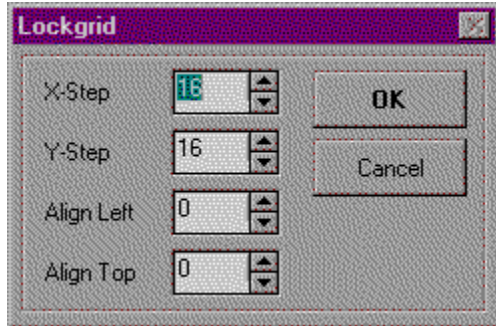 Lockgrid
X-Step 16
OK
Y-Step 16
Cancel
Align Left 0
Align Top 0